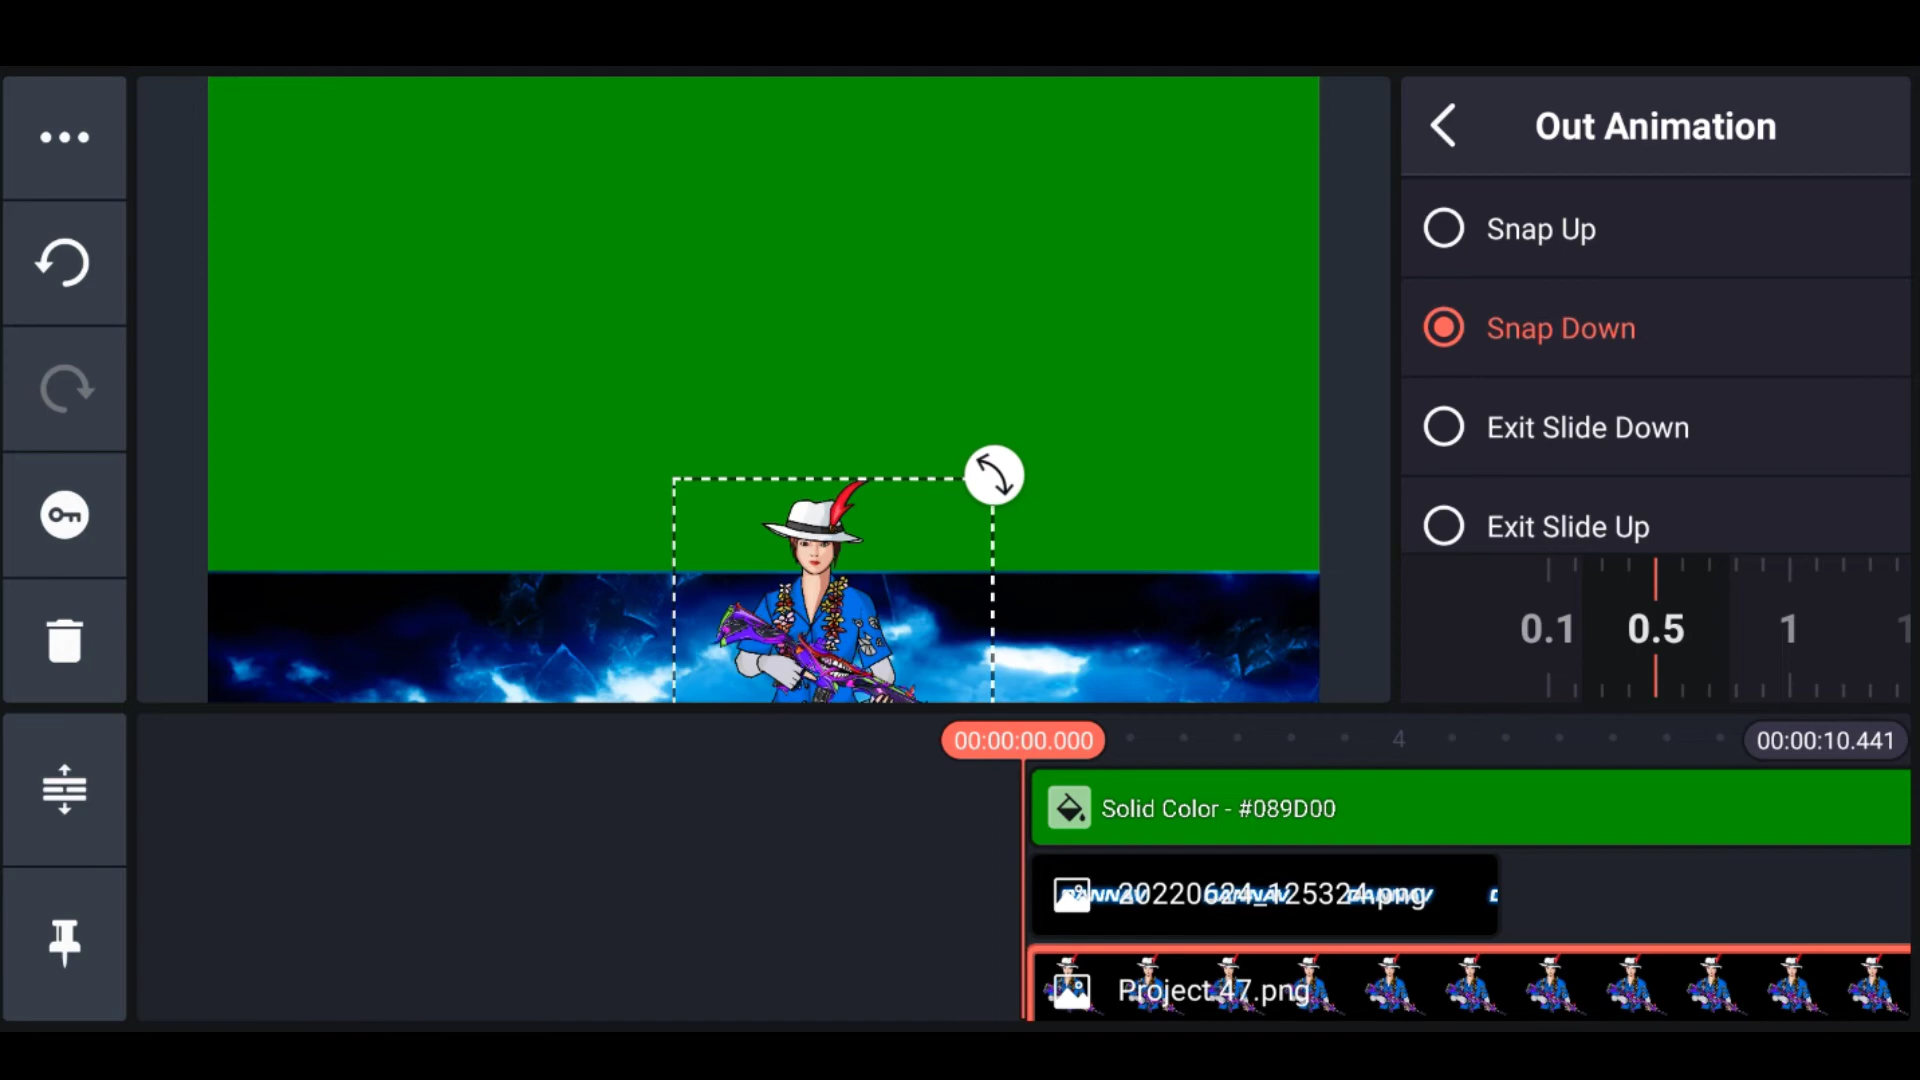 Out Animation
Snap Up
Snap Down
Exit Slide Down
Exit Slide Up
0.1 0.5 1
00:00:00.000 4 00:00:10.441
Solid Color - #089D00
20220624_125324.png
Project 47.png